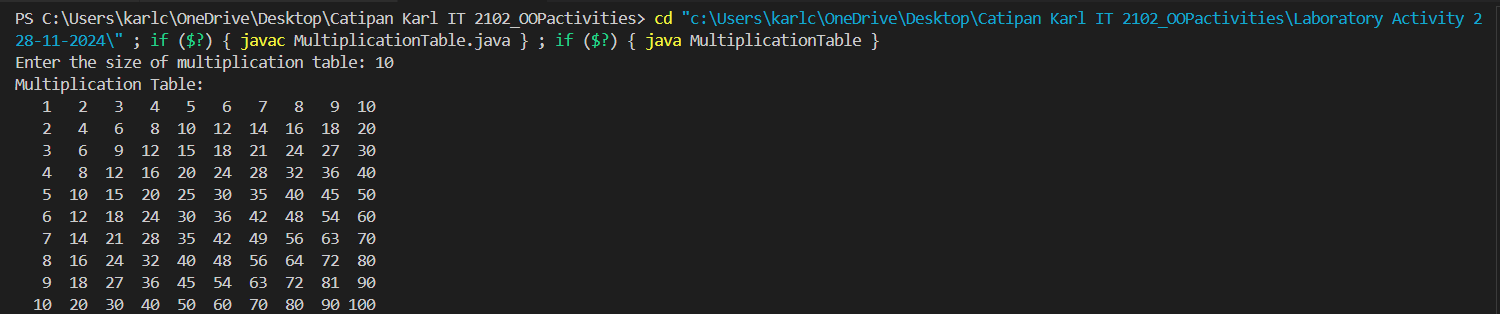 PS C:\Users\karlc\OneDrive\Desktop\Catipan Karl IT 2102_OOPactivities> cd "c:\Users\karlc\OneDrive\Desktop\Catipan Karl IT 2102_OOPactivities\Laboratory Activity 2
28-11-2024\" ; if ($?) { javac MultiplicationTable.java } ; if ($?) { java MultiplicationTable }
Enter the size of multiplication table: 10
Multiplication Table:
   1   2   3   4   5   6   7   8   9  10
   2   4   6   8  10  12  14  16  18  20
   3   6   9  12  15  18  21  24  27  30
   4   8  12  16  20  24  28  32  36  40
   5  10  15  20  25  30  35  40  45  50
   6  12  18  24  30  36  42  48  54  60
   7  14  21  28  35  42  49  56  63  70
   8  16  24  32  40  48  56  64  72  80
   9  18  27  36  45  54  63  72  81  90
  10  20  30  40  50  60  70  80  90 100